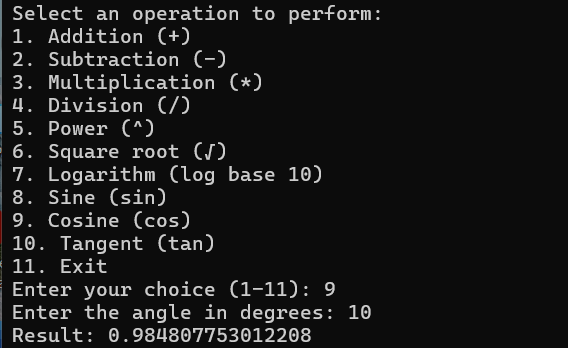 Select an operation to perform:
1. Addition (+)
2. Subtraction (-)
3. Multiplication (*)
4. Division (/)
5. Power (^)
6. Square root (√)
7. Logarithm (log base 10)
8. Sine (sin)
9. Cosine (cos)
10. Tangent (tan)
11. Exit
Enter your choice (1-11): 9
Enter the angle in degrees: 10
Result: 0.984807753012208